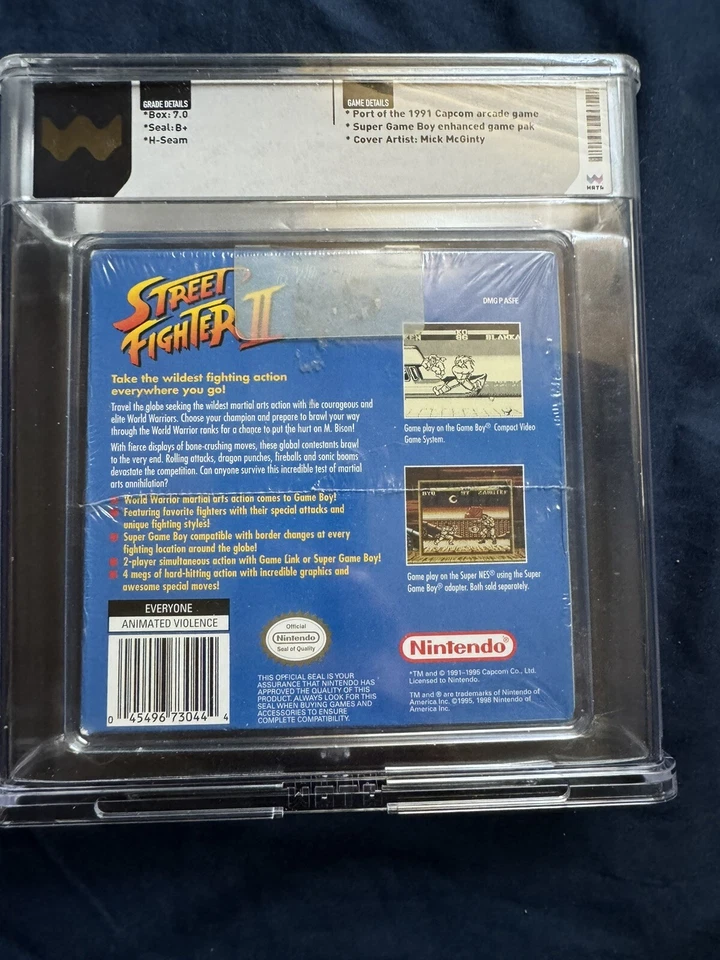 GRADE DETAILS
*Box: 7.0
*Seal: B+
*H-Seam
GAME DETAILS
* Port of the 1991 Capcom arcade game
* Super Game Boy enhanced game pak
* Cover Artist: Mick McGinty
WATA
STREET
FIGHTER II
DMG P ASFE
Take the wildest fighting action
everywhere you go!
Travel the globe seeking the wildest martial arts action with the courageous and
elite World Warriors. Choose your champion and prepare to brawl your way
through the World Warrior ranks for a chance to put the hurt on M. Bison!
With fierce displays of bone-crushing moves, these global contestants brawl
to the very end. Rolling attacks, dragon punches, fireballs and sonic booms
devastate the competition. Can anyone survive this incredible test of martial
arts annihilation?
World Warrior martial arts action comes to Game Boy!
Featuring favorite fighters with their special attacks and
unique fighting styles!
Super Game Boy compatible with border changes at every
fighting location around the globe!
2-player simultaneous action with Game Link or Super Game Boy!
4 megs of hard-hitting action with incredible graphics and
awesome special moves!
KO
KEN 86 BLANKA
Game play on the Game Boy® Compact Video
Game System.
RYU 97 ZANGIEF
Game play on the Super NES® using the Super
Game Boy® adapter. Both sold separately.
EVERYONE
ANIMATED VIOLENCE
0 45496 73044 4
Official
Nintendo
Seal of Quality
THIS OFFICIAL SEAL IS YOUR
ASSURANCE THAT NINTENDO HAS
APPROVED THE QUALITY OF THIS
PRODUCT. ALWAYS LOOK FOR THIS
SEAL WHEN BUYING GAMES AND
ACCESSORIES TO ENSURE
COMPLETE COMPATIBILITY.
Nintendo®
*TM and © 1991-1995 Capcom Co., Ltd.
Licensed to Nintendo.
TM and ® are trademarks of Nintendo of
America Inc. ©1995, 1998 Nintendo of
America Inc.
WATA